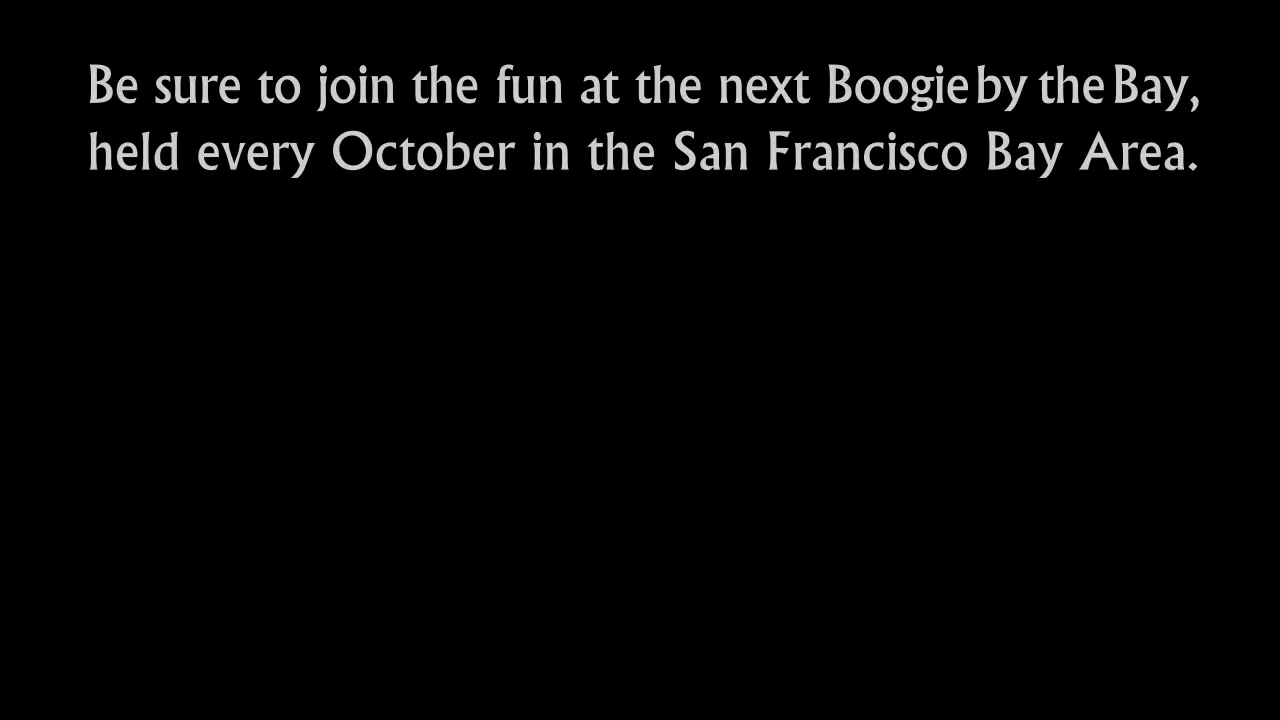 Be sure to join the fun at the next Boogie by the Bay,
held every October in the San Francisco Bay Area.